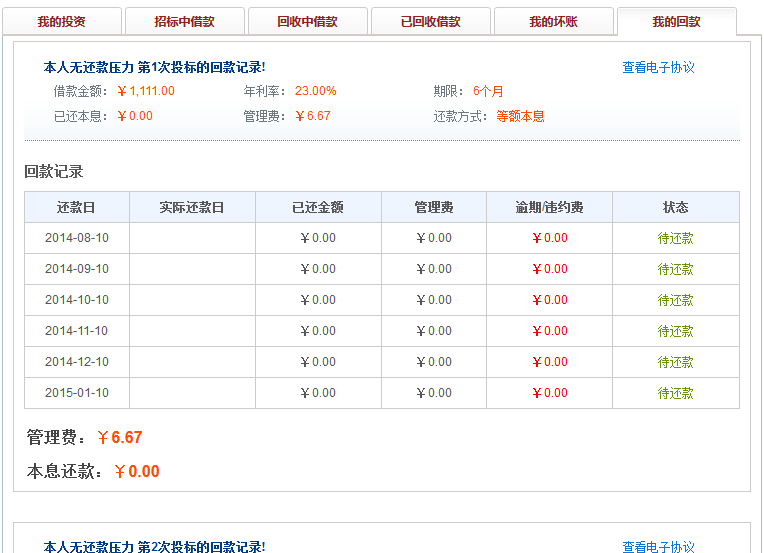 我的投资 招标中借款 回收中借款 已回收借款 我的坏账 我的回款
本人无还款压力 第1次投标的回款记录! 查看电子协议
借款金额：￥1,111.00 年利率：23.00% 期限：6个月
已还本息：￥0.00 管理费：￥6.67 还款方式：等额本息
回款记录
还款日 实际还款日 已还金额 管理费 逾期/违约费 状态
2014-08-10 ￥0.00 ￥0.00 ￥0.00 待还款
2014-09-10 ￥0.00 ￥0.00 ￥0.00 待还款
2014-10-10 ￥0.00 ￥0.00 ￥0.00 待还款
2014-11-10 ￥0.00 ￥0.00 ￥0.00 待还款
2014-12-10 ￥0.00 ￥0.00 ￥0.00 待还款
2015-01-10 ￥0.00 ￥0.00 ￥0.00 待还款
管理费：￥6.67
本息还款：￥0.00
本人无还款压力 第2次投标的回款记录! 查看电子协议